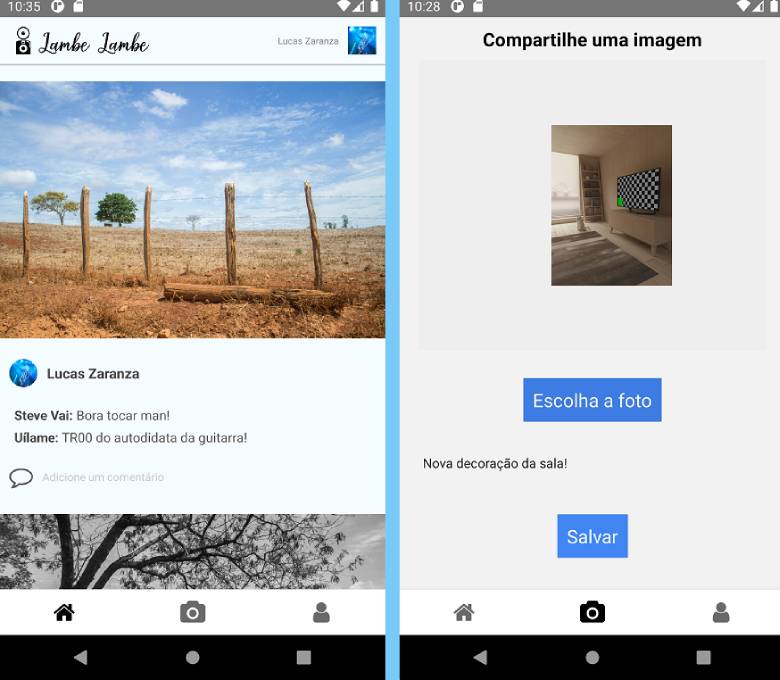 10:35
Lambe Lambe
Lucas Zaranza
Lucas Zaranza
Steve Vai: Bora tocar man!
Uílame: TR00 do autodidata da guitarra!
Adicione um comentário
10:28
Compartilhe uma imagem
Escolha a foto
Nova decoração da sala!
Salvar